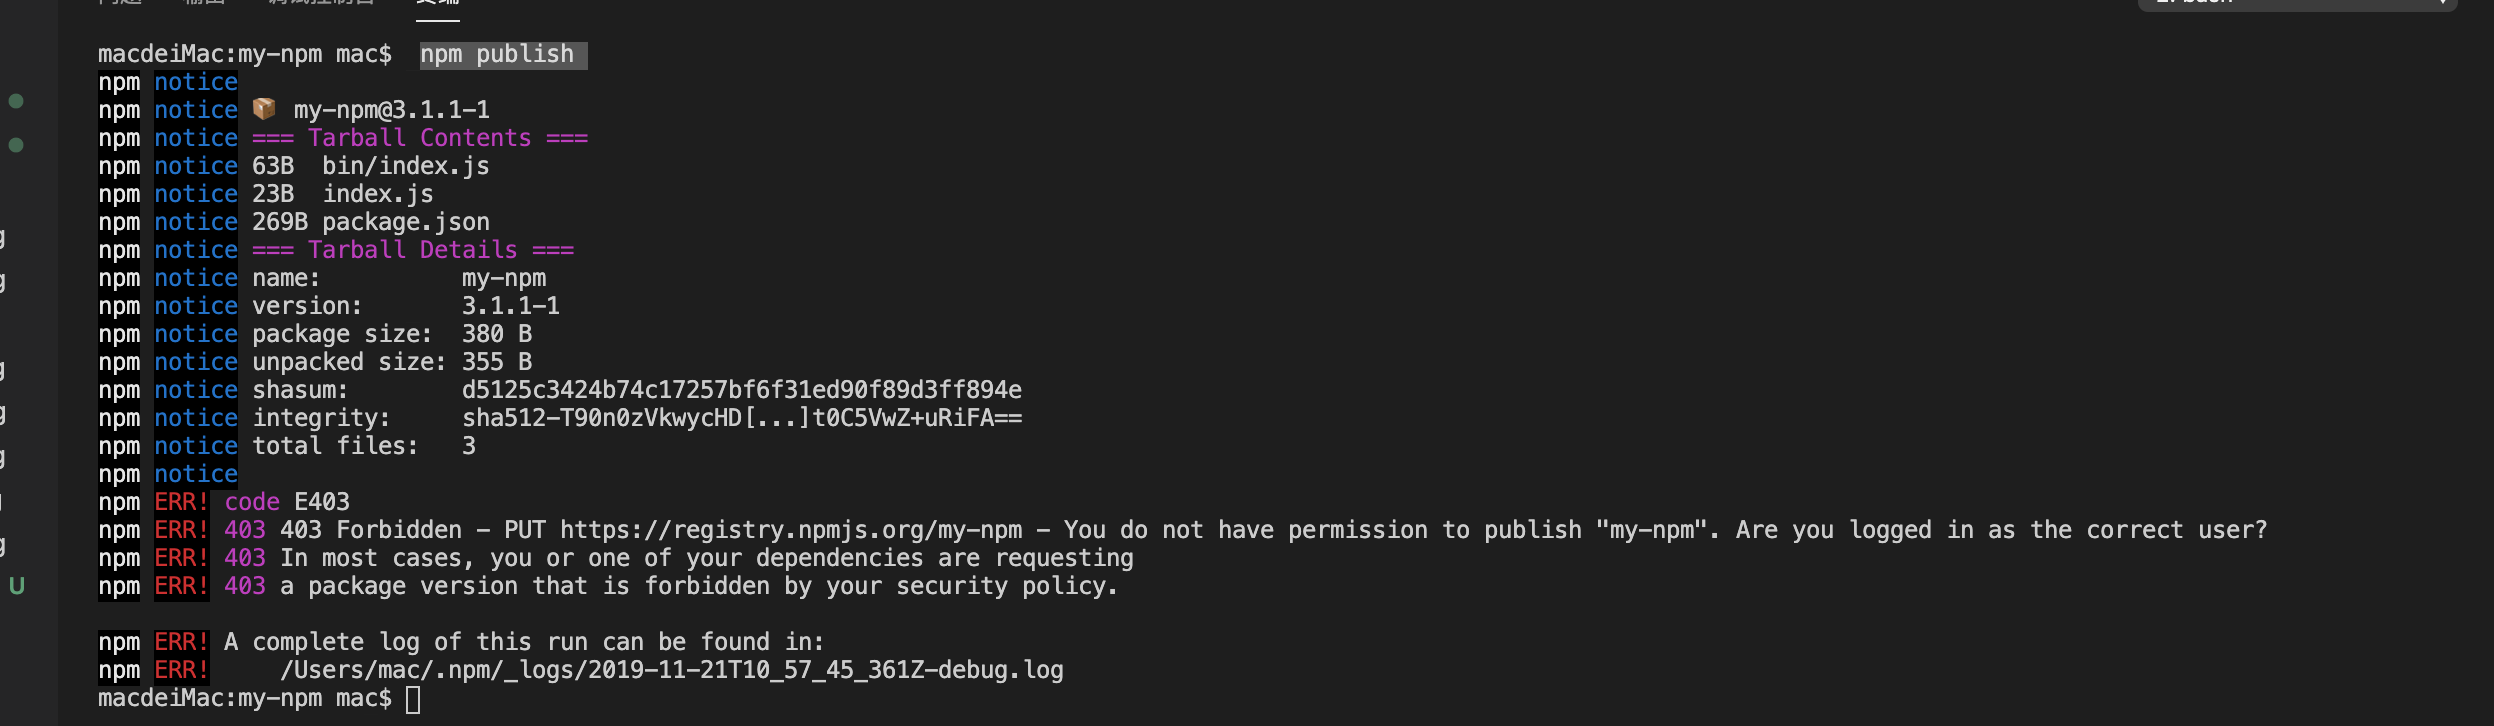 macdeiMac:my-npm mac$  npm publish
npm notice
npm notice 📦  my-npm@3.1.1-1
npm notice === Tarball Contents ===
npm notice 63B  bin/index.js
npm notice 23B  index.js
npm notice 269B package.json
npm notice === Tarball Details ===
npm notice name:          my-npm
npm notice version:       3.1.1-1
npm notice package size:  380 B
npm notice unpacked size: 355 B
npm notice shasum:        d5125c3424b74c17257bf6f31ed90f89d3ff894e
npm notice integrity:     sha512-T90n0zVkwycHD[...]t0C5VwZ+uRiFA==
npm notice total files:   3
npm notice
npm ERR! code E403
npm ERR! 403 403 Forbidden - PUT https://registry.npmjs.org/my-npm - You do not have permission to publish "my-npm". Are you logged in as the correct user?
npm ERR! 403 In most cases, you or one of your dependencies are requesting
npm ERR! 403 a package version that is forbidden by your security policy.
npm ERR! A complete log of this run can be found in:
npm ERR!     /Users/mac/.npm/_logs/2019-11-21T10_57_45_361Z-debug.log
macdeiMac:my-npm mac$
U